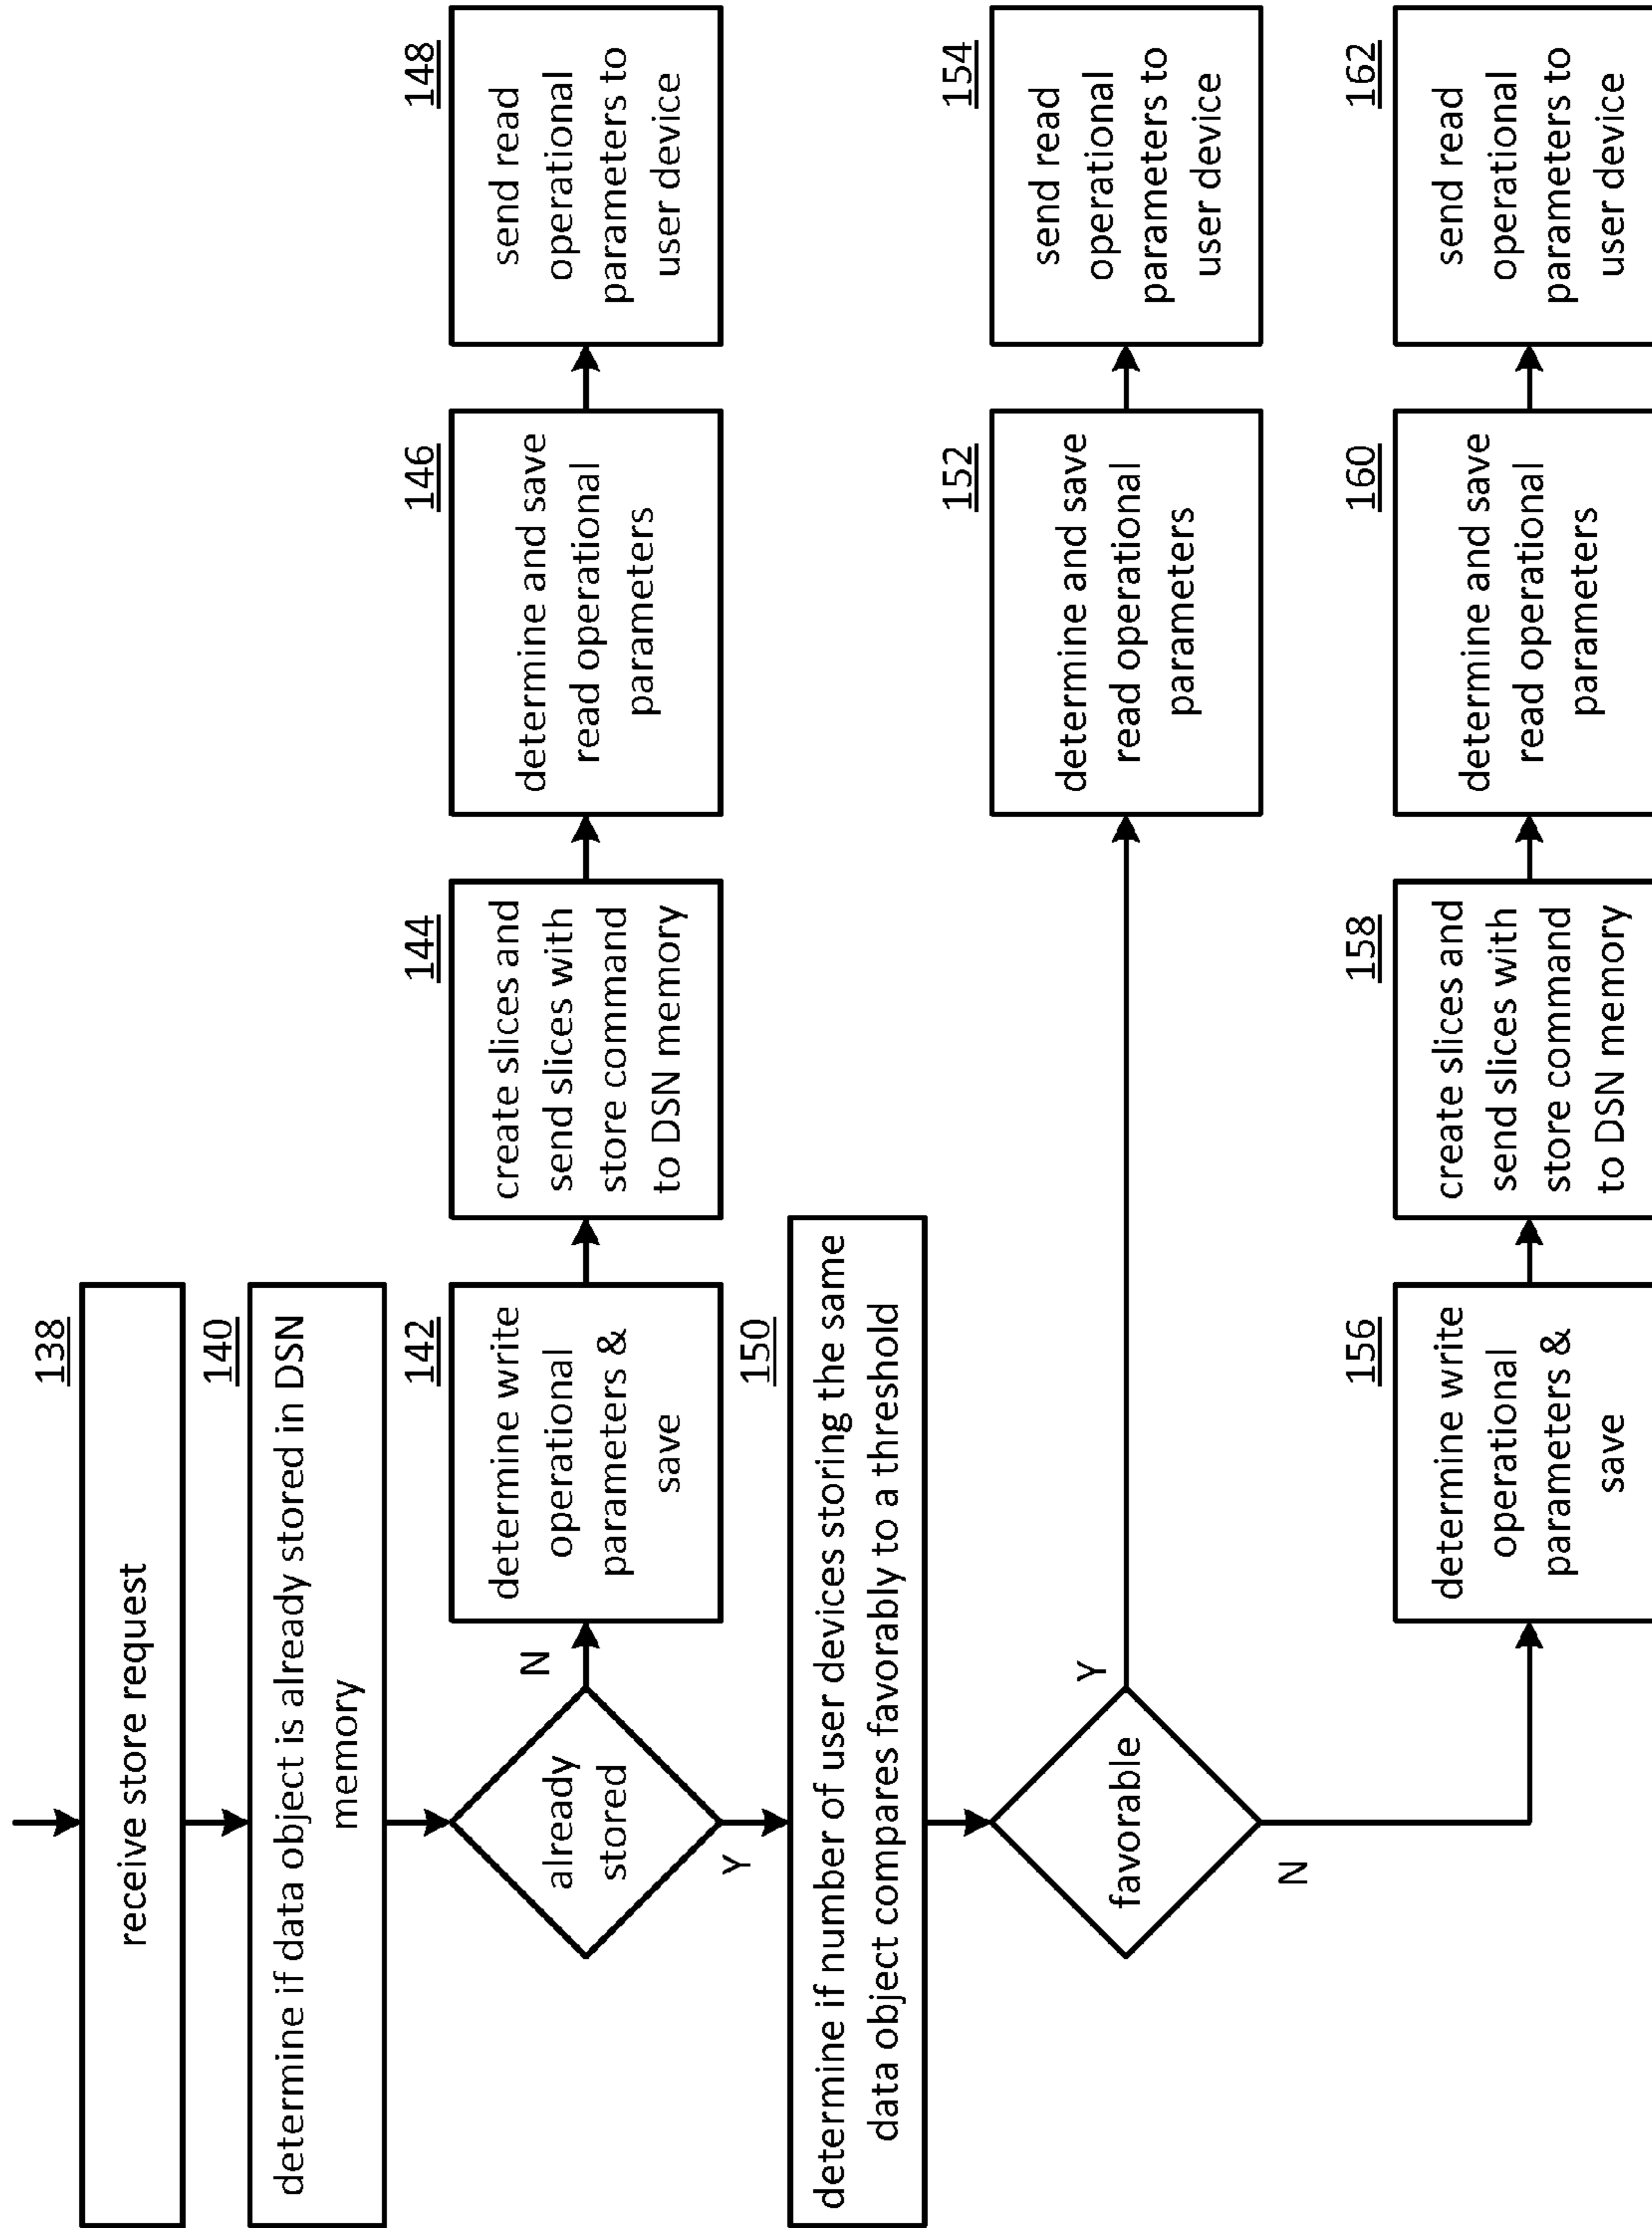 138
receive store request
140
determine if data object is already stored in DSN
memory
already
stored
N
Y
142
determine write
operational
parameters &
save
144
create slices and
send slices with
store command
to DSN memory
146
determine and save
read operational
parameters
148
send read
operational
parameters to
user device
150
determine if number of user devices storing the same
data object compares favorably to a threshold
favorable
Y
N
152
determine and save
read operational
parameters
154
send read
operational
parameters to
user device
156
determine write
operational
parameters &
save
158
create slices and
send slices with
store command
to DSN memory
160
determine and save
read operational
parameters
162
send read
operational
parameters to
user device